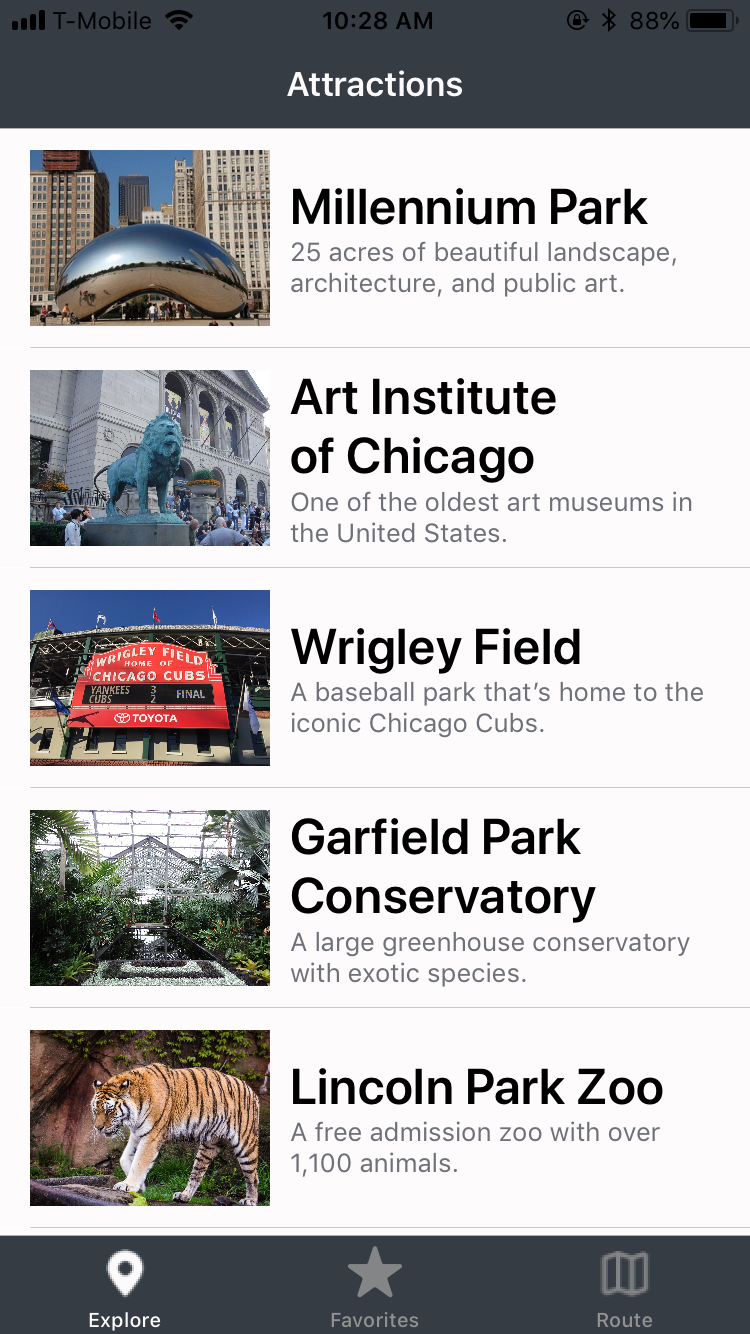 T-Mobile 10:28 AM 88%
Attractions
Millennium Park
25 acres of beautiful landscape,
architecture, and public art.
Art Institute
of Chicago
One of the oldest art museums in
the United States.
WRIGLEY FIELD
HOME OF
CHICAGO CUBS
YANKEES 3
CUBS 2
FINAL
TOYOTA
Wrigley Field
A baseball park that’s home to the
iconic Chicago Cubs.
Garfield Park
Conservatory
A large greenhouse conservatory
with exotic species.
Lincoln Park Zoo
A free admission zoo with over
1,100 animals.
Explore Favorites Route